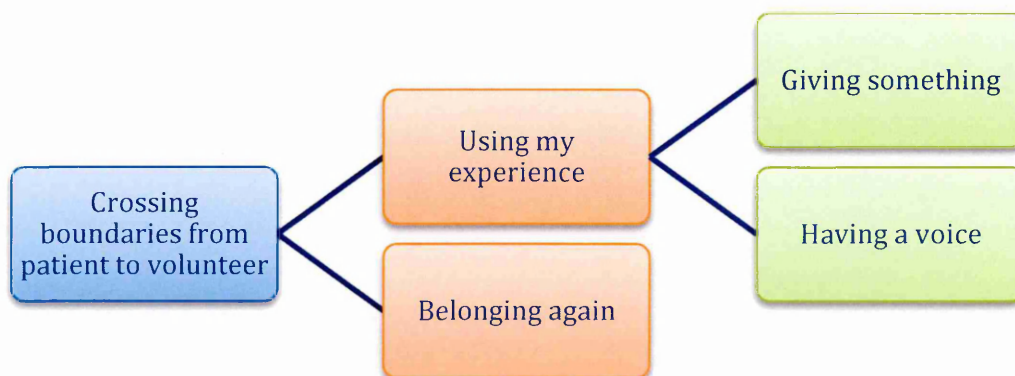 Crossing
boundaries from
patient to volunteer
Using my
experience
Belonging again
Giving something
Having a voice